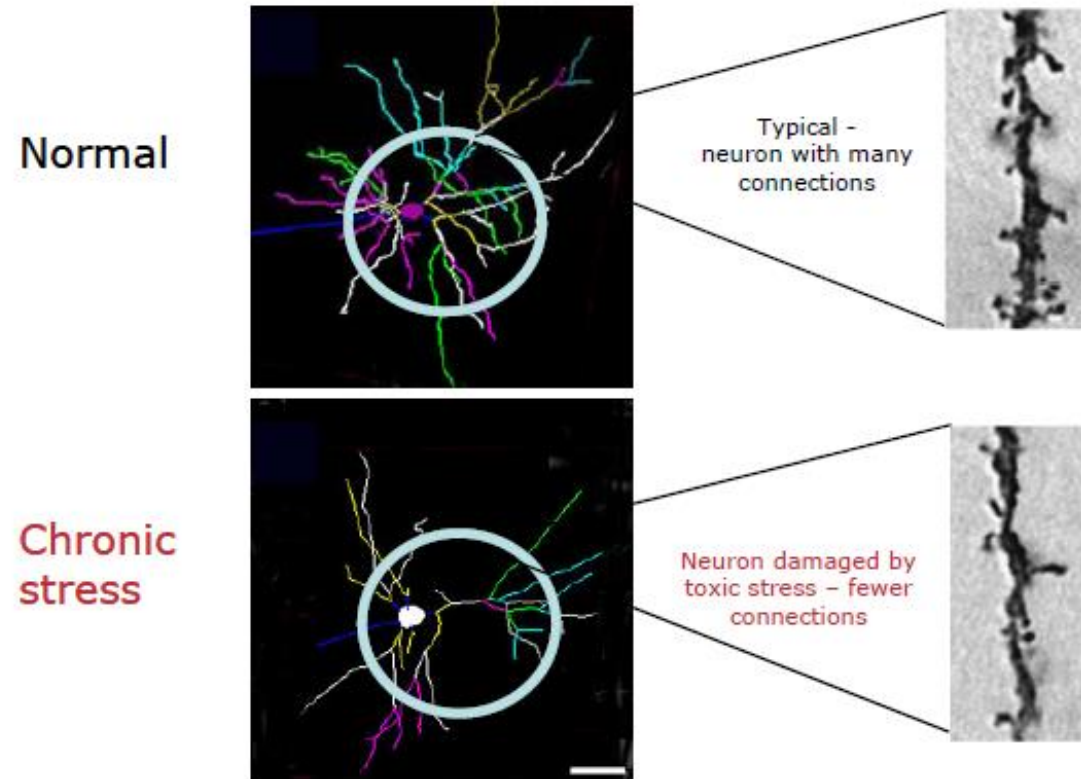 Normal
Typical -
neuron with many
connections
Chronic
stress
Neuron damaged by
toxic stress – fewer
connections